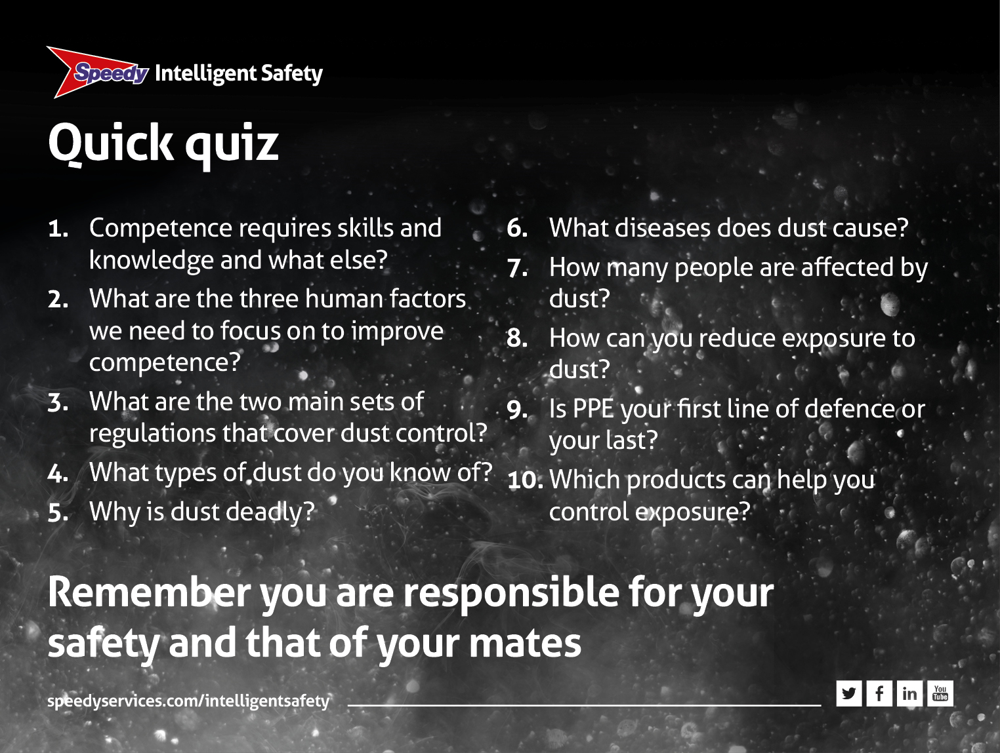 Speedy Intelligent Safety
Quick quiz
1. Competence requires skills and
knowledge and what else?
2. What are the three human factors
we need to focus on to improve
competence?
3. What are the two main sets of
regulations that cover dust control?
4. What types of dust do you know of?
5. Why is dust deadly?
6. What diseases does dust cause?
7. How many people are affected by
dust?
8. How can you reduce exposure to
dust?
9. Is PPE your first line of defence or
your last?
10. Which products can help you
control exposure?
Remember you are responsible for your
safety and that of your mates
speedyservices.com/intelligentsafety
f in You
Tube